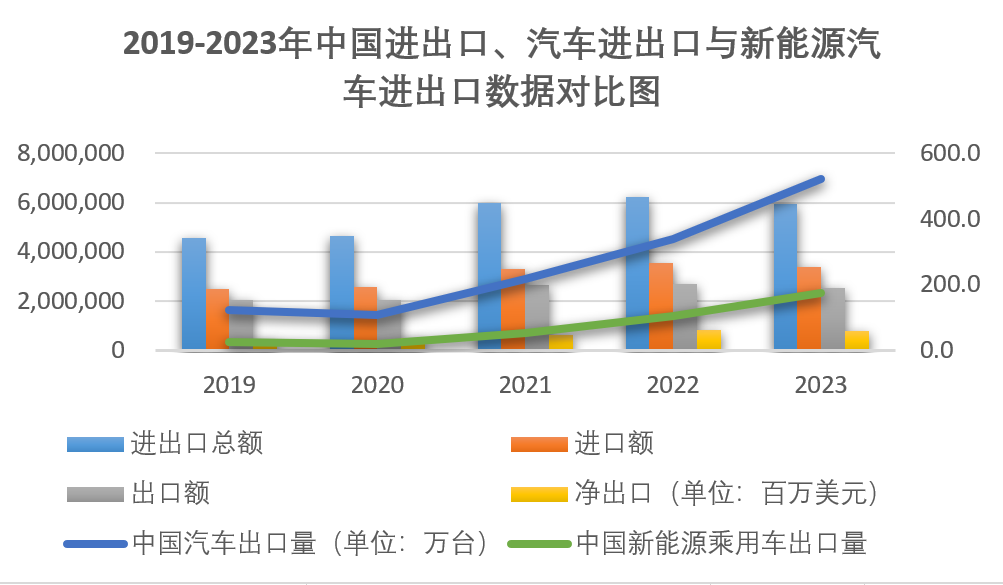 2019-2023年中国进出口、汽车进出口与新能源汽
车进出口数据对比图
8,000,000
6,000,000
4,000,000
2,000,000
0
600.0
400.0
200.0
0.0
2019 2020 2021 2022 2023
进出口总额 进口额
出口额 净出口（单位：百万美元）
中国汽车出口量（单位：万台） 中国新能源乘用车出口量